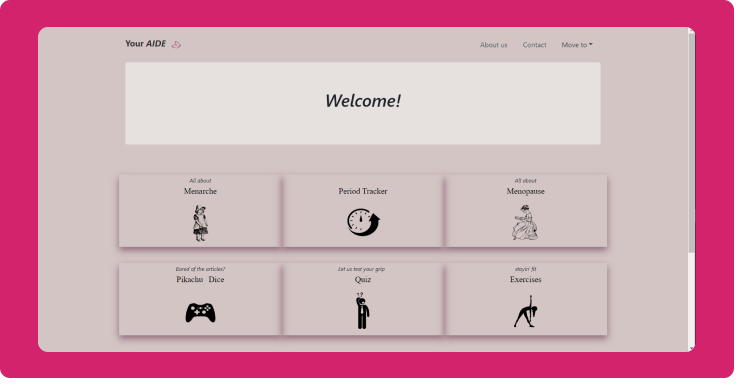 Your AIDE
About us Contact Move to
Welcome!
All about
Menarche
Period Tracker
All about
Menopause
Bored of the articles?
Pikachu Dice
Let us test your grip
Quiz
stayin' fit
Exercises